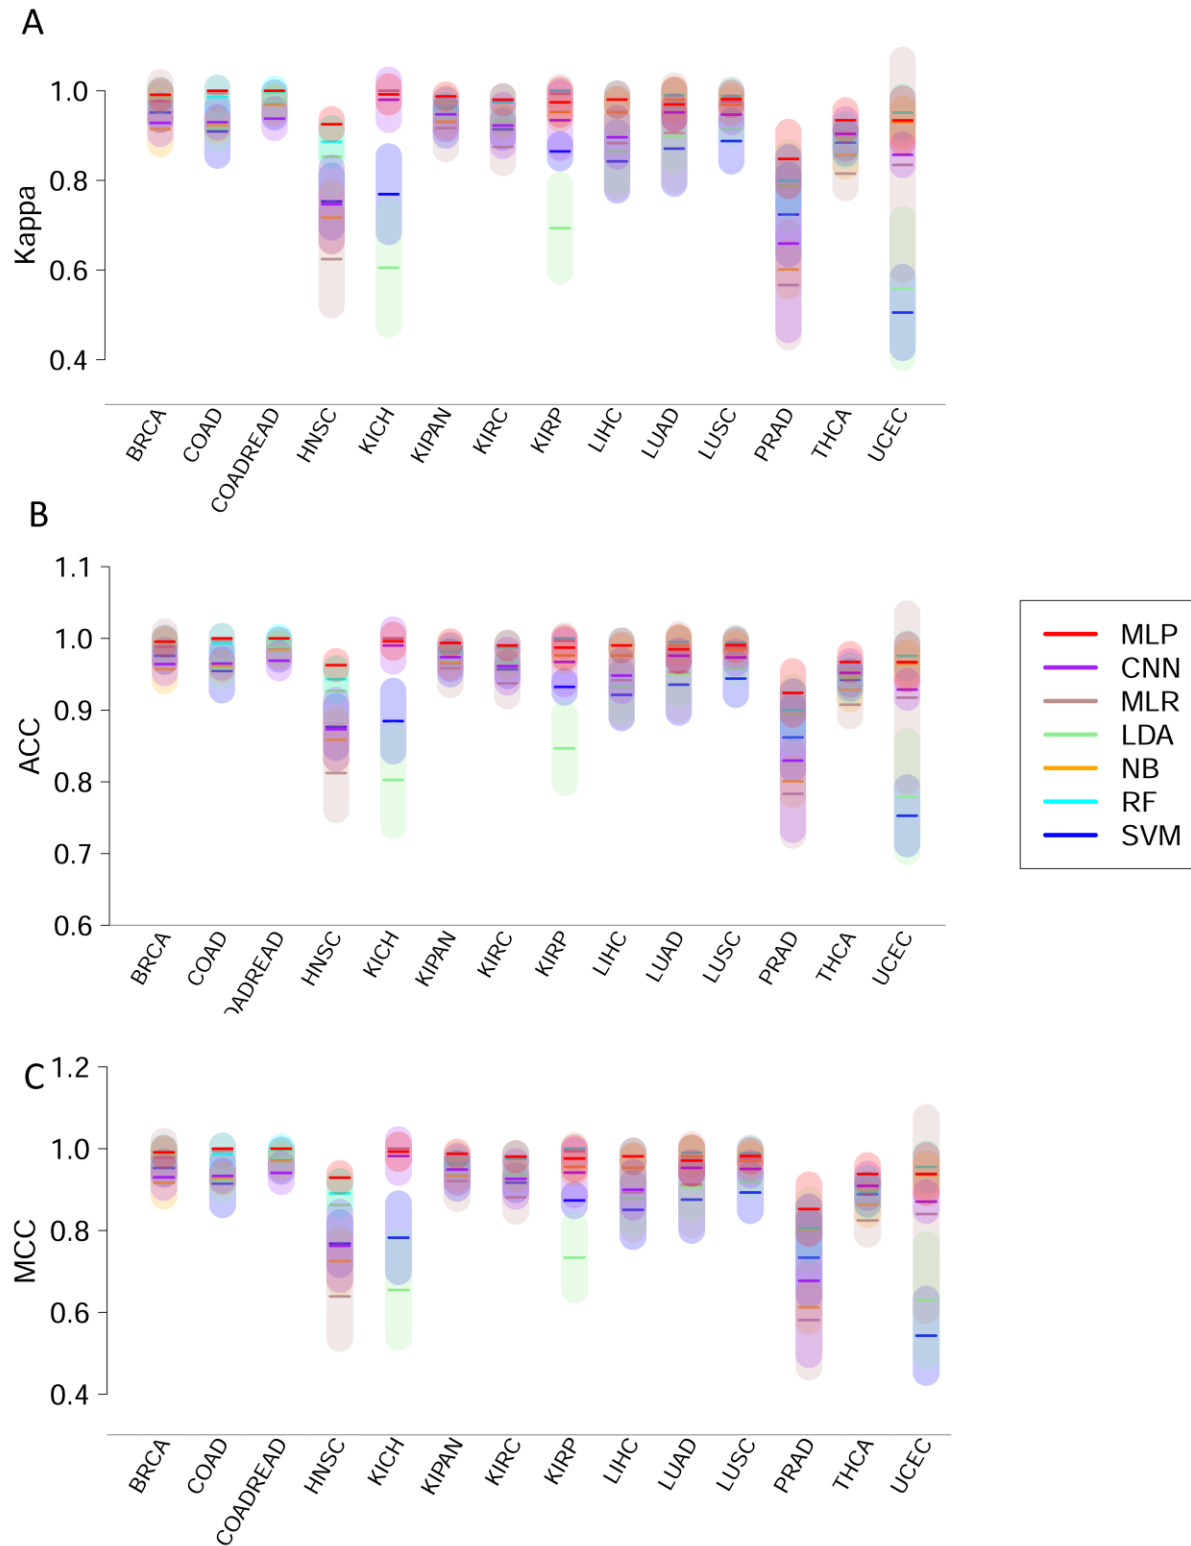 A
Kappa
1.0
0.8
0.6
0.4
BRCA
COAD
COADREAD
HNSC
KICH
KIPAN
KIRC
KIRP
LIHC
LUAD
LUSC
PRAD
THCA
UCEC
B
ACC
1.1
1.0
0.9
0.8
0.7
0.6
BRCA
COAD
OADREAD
HNSC
KICH
KIPAN
KIRC
KIRP
LIHC
LUAD
LUSC
PRAD
THCA
UCEC
MLP
CNN
MLR
LDA
NB
RF
SVM
C
MCC
1.2
1.0
0.8
0.6
0.4
BRCA
COAD
COADREAD
HNSC
KICH
KIPAN
KIRC
KIRP
LIHC
LUAD
LUSC
PRAD
THCA
UCEC